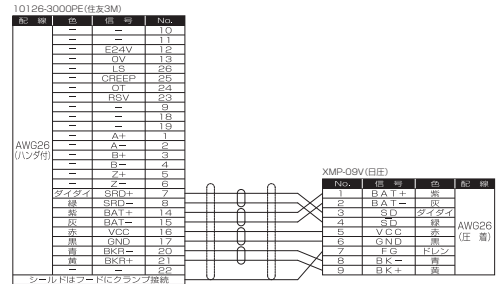 10126-3000PE(住友3M)
配 線 色 信 号 No.
AWG26
(ハンダ付)
－ － 10
－ － 11
－ E24V 12
－ 0V 13
－ LS 26
－ CREEP 25
－ OT 24
－ RSV 23
－ － 9
－ － 18
－ － 19
－ A+ 1
－ A− 2
－ B+ 3
－ B− 4
－ Z+ 5
－ Z− 6
ダイダイ SRD+ 7
緑 SRD− 8
紫 BAT+ 14
灰 BAT− 15
赤 VCC 16
黒 GND 17
青 BKR− 20
黄 BKR+ 21
－ － 22
シールドはフードにクランプ接続
XMP-09V(日圧)
No. 信 号 色 配 線
1 BAT+ 紫
2 BAT− 灰
3 SD ダイダイ
4 SD 緑
5 VCC 赤
6 GND 黒
7 FG ドレン
8 BK− 青
9 BK+ 黄
AWG26
(圧 着)